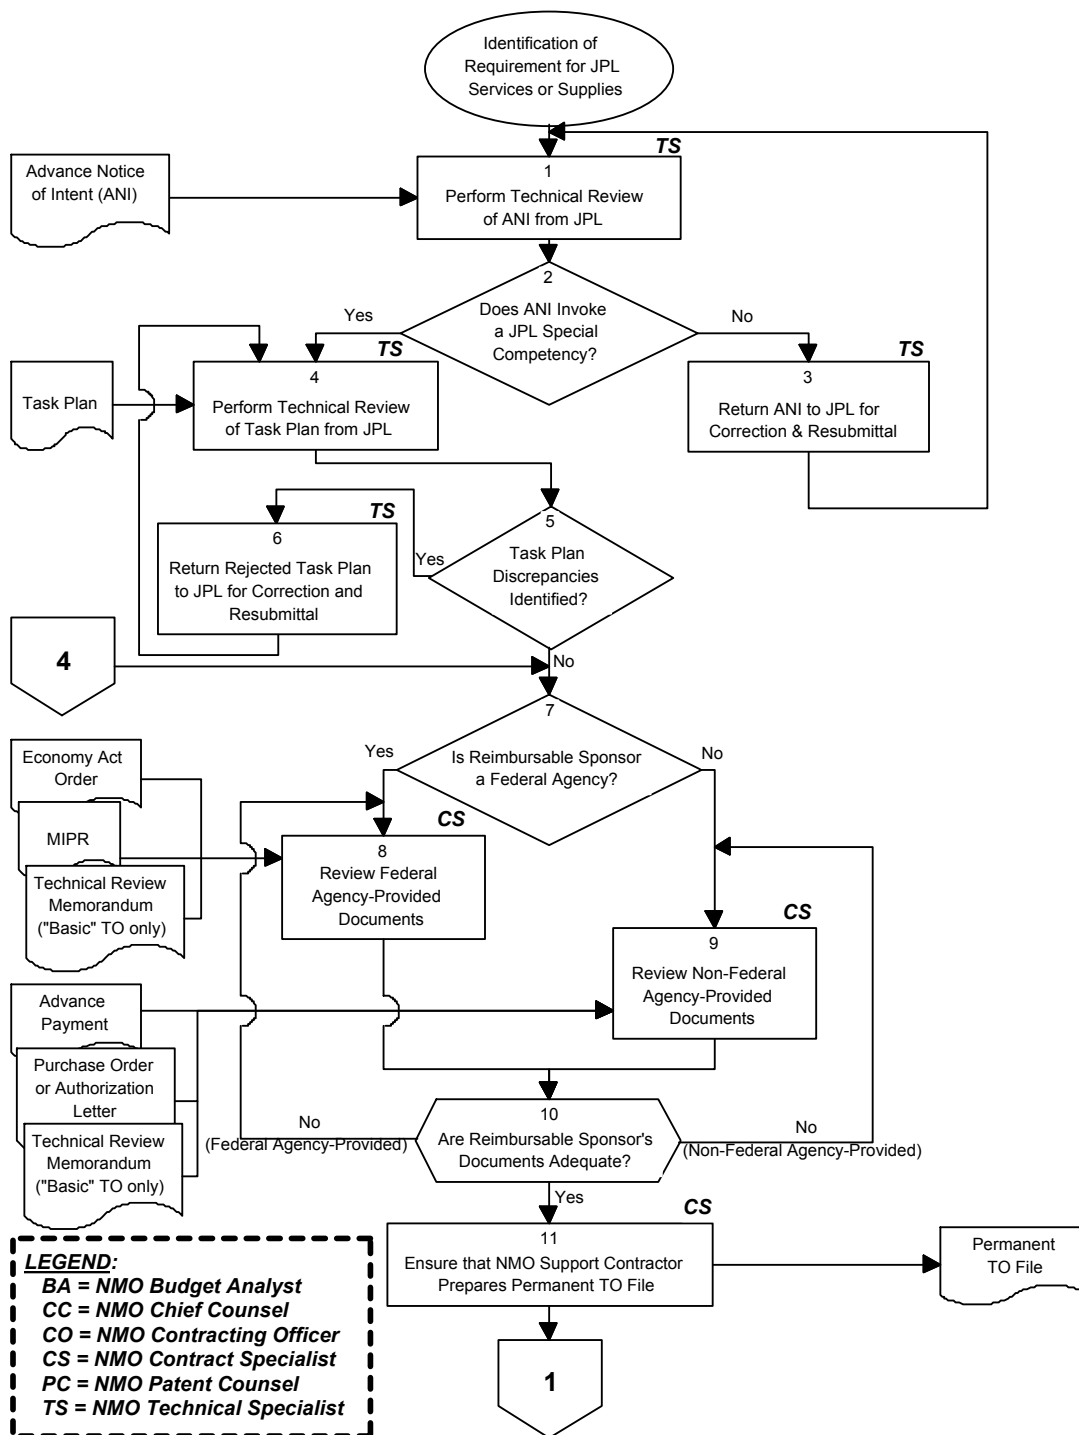 Identification of
Requirement for JPL
Services or Supplies
TS
Advance Notice
of Intent (ANI)
1
Perform Technical Review
of ANI from JPL
2
Does ANI Invoke
a JPL Special
Competency?
Yes
No
TS
TS
Task Plan
4
Perform Technical Review
of Task Plan from JPL
3
Return ANI to JPL for
Correction & Resubmittal
TS
5
Task Plan
Discrepancies
Identified?
Yes
6
Return Rejected Task Plan
to JPL for Correction and
Resubmittal
4
No
7
Is Reimbursable Sponsor
a Federal Agency?
Yes
No
Economy Act
Order
MIPR
Technical Review
Memorandum
("Basic" TO only)
CS
8
Review Federal
Agency-Provided
Documents
CS
9
Review Non-Federal
Agency-Provided
Documents
Advance
Payment
Purchase Order
or Authorization
Letter
Technical Review
Memorandum
("Basic" TO only)
No
(Federal Agency-Provided)
10
Are Reimbursable Sponsor's
Documents Adequate?
No
(Non-Federal Agency-Provided)
Yes
CS
11
Ensure that NMO Support Contractor
Prepares Permanent TO File
Permanent
TO File
1
LEGEND:
BA = NMO Budget Analyst
CC = NMO Chief Counsel
CO = NMO Contracting Officer
CS = NMO Contract Specialist
PC = NMO Patent Counsel
TS = NMO Technical Specialist